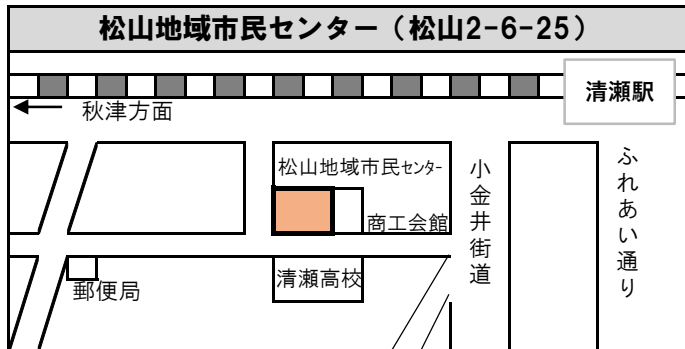 松山地域市民センター（松山2-6-25）
清瀬駅
秋津方面
松山地域市民ｾﾝﾀｰ
商工会館
小金井街道
ふれあい通り
郵便局
清瀬高校